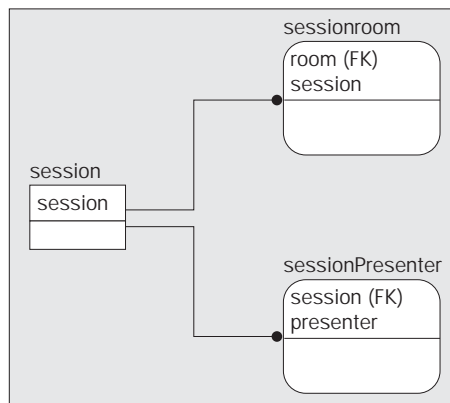 sessionroom
room (FK)
session
session
session
sessionPresenter
session (FK)
presenter